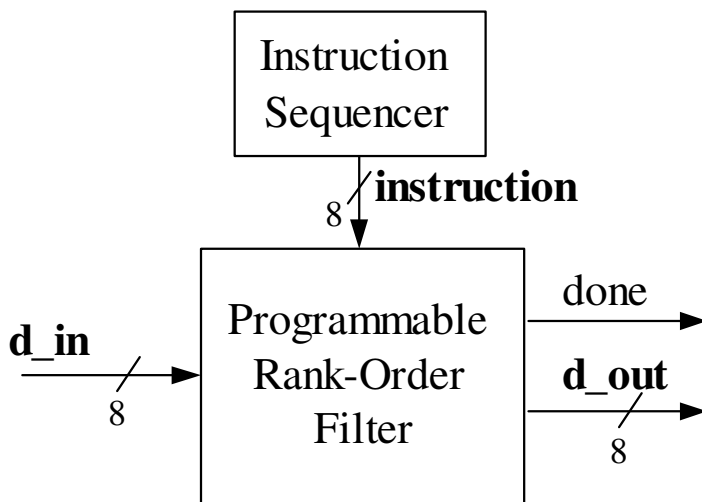 Instruction
Sequencer
instruction
8
Programmable
Rank-Order
Filter
d_in
8
done
d_out
8